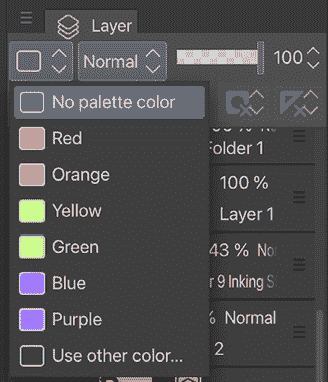 Layer
Normal
100
No palette color
Folder 1
Red
Orange
100 %
Yellow
Layer 1
Green
43 %
Blue
r 9 Inking S
Purple
% Normal
Use other color...
2